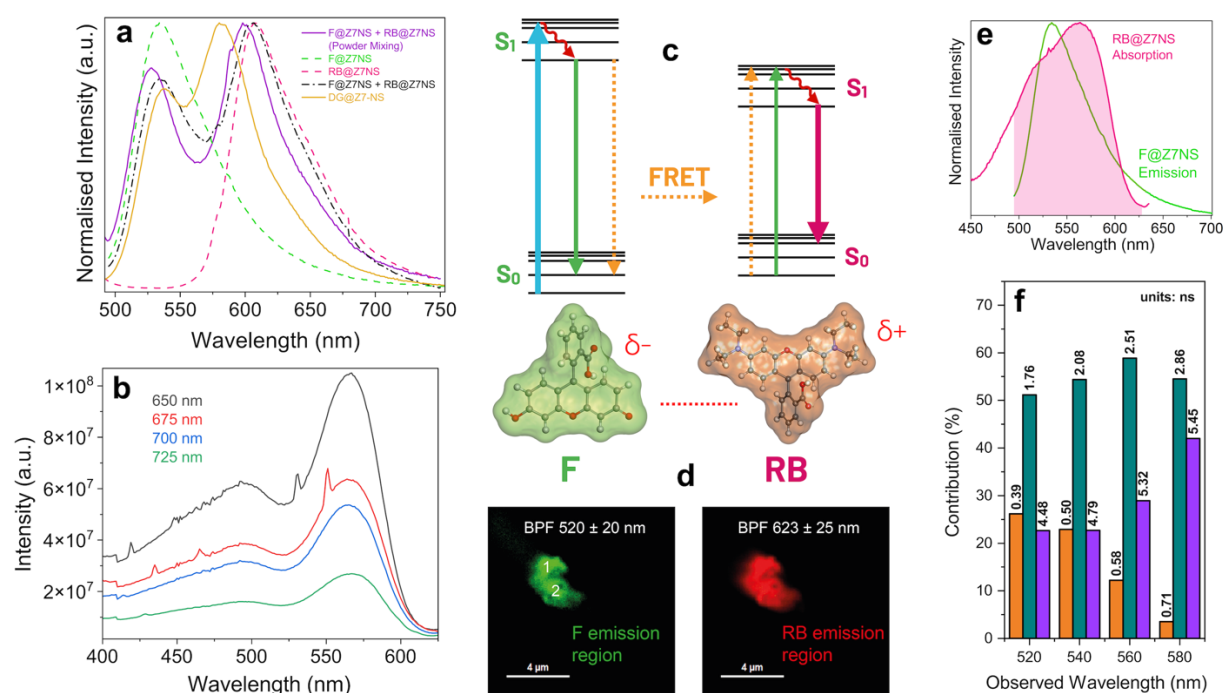 a
F@Z7NS + RB@Z7NS
(Powder Mixing)
F@Z7NS
RB@Z7NS
F@Z7NS + RB@Z7NS
DG@Z7-NS
Normalised Intensity (a.u.)
500 550 600 650 700 750
Wavelength (nm)
b
650 nm
675 nm
700 nm
725 nm
Intensity (a.u.)
1×10⁸
8×10⁷
6×10⁷
4×10⁷
2×10⁷
400 450 500 550 600
Wavelength (nm)
c
S₁
S₀
FRET
S₁
S₀
δ-
δ+
F
RB
d
BPF 520 ± 20 nm
1
2
F emission
region
4 μm
BPF 623 ± 25 nm
RB emission
region
4 μm
e
RB@Z7NS
Absorption
F@Z7NS
Emission
Normalised Intensity
450 500 550 600 650 700
Wavelength (nm)
f
units: ns
Contribution (%)
70
60
50
40
30
20
10
0
0.39 1.76 4.48
0.50 2.08 4.79
0.58 2.51 5.32
0.71 2.86 5.45
520 540 560 580
Observed Wavelength (nm)